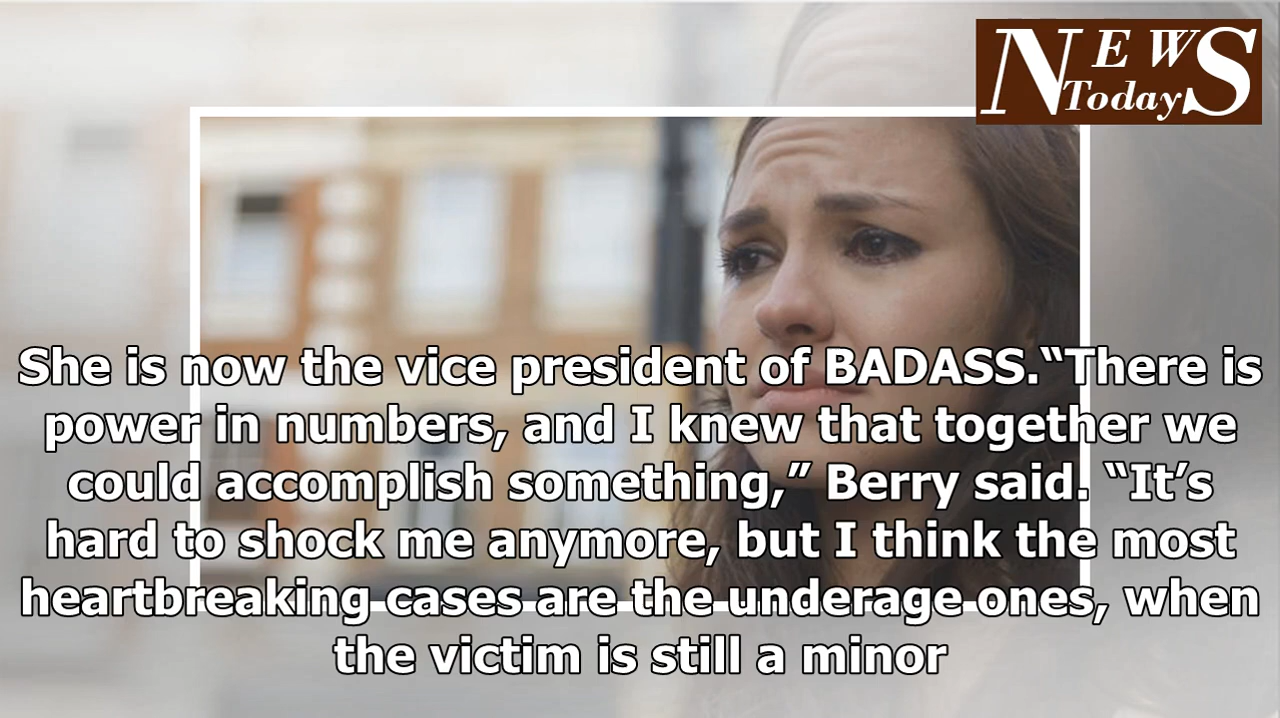 NEWS
Today
She is now the vice president of BADASS.“There is
power in numbers, and I knew that together we
could accomplish something,” Berry said. “It’s
hard to shock me anymore, but I think the most
heartbreaking cases are the underage ones, when
the victim is still a minor